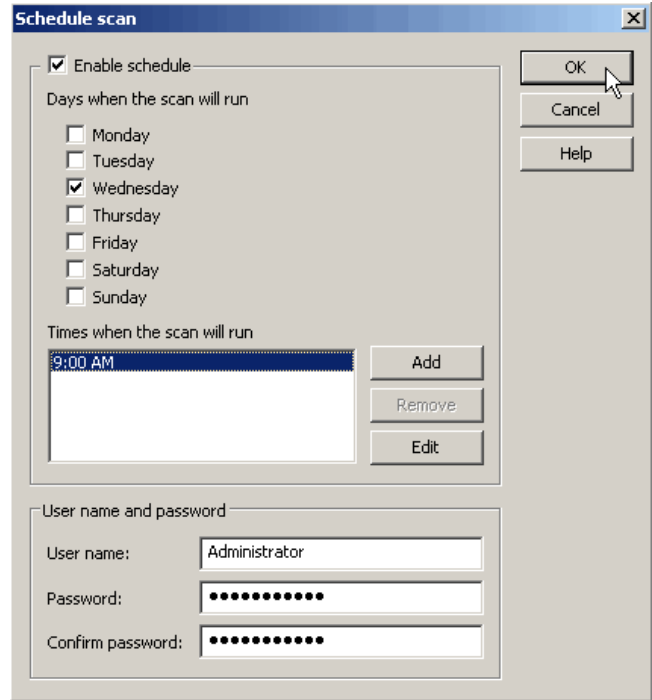 Schedule scan
Enable schedule
OK
Days when the scan will run
Cancel
Monday
Help
Tuesday
Wednesday
Thursday
Friday
Saturday
Sunday
Times when the scan will run
9:00 AM
Add
Remove
Edit
User name and password
User name: Administrator
Password: ●●●●●●●●●●●
Confirm password: ●●●●●●●●●●●